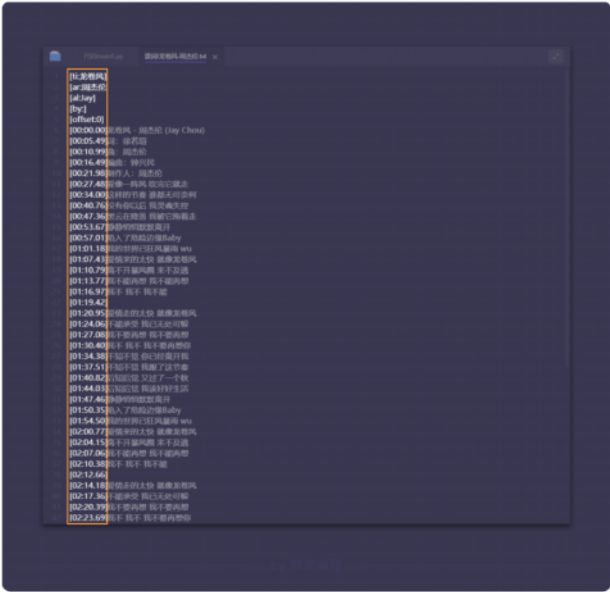 歌词龙卷风-周杰伦.txt ×
[ti:龙卷风]
[ar:周杰伦
[al:Jay]
[by:]
[offset:0]
[00:00.00]龙卷风 - 周杰伦 (Jay Chou)
[00:05.49]词：徐若瑄
[00:10.99]曲：周杰伦
[00:16.49]编曲：钟兴民
[00:21.98]制作人：周杰伦
[00:27.48]爱像一阵风 吹完它就走
[00:34.00]这样的节奏 谁都无可奈何
[00:40.76]没有你以后 我灵魂失控
[00:47.36]黑云在降落 我被它拖着走
[00:53.67]静静悄悄默默离开
[00:57.01]陷入了危险边缘Baby
[01:01.18]我的世界已狂风暴雨 wu
[01:07.43]爱情来的太快 就像龙卷风
[01:10.79]离不开暴风圈 来不及逃
[01:13.77]我不能再想 我不能再想
[01:16.97]我不 我不 我不能
[01:19.42]
[01:20.95]爱情走的太快 就像龙卷风
[01:24.06]不能承受 我已无处可躲
[01:27.08]我不要再想 我不要再想
[01:30.40]我不 我不 我不要再想你
[01:34.38]不知不觉 你已经离开我
[01:37.51]不知不觉 我跟了这节奏
[01:40.82]后知后觉 又过了一个秋
[01:44.03]后知后觉 我该好好生活
[01:47.46]静静悄悄默默离开
[01:50.35]陷入了危险边缘Baby
[01:54.50]我的世界已狂风暴雨 wu
[02:00.77]爱情来的太快 就像龙卷风
[02:04.15]离不开暴风圈 来不及逃
[02:07.06]我不能再想 我不能再想
[02:10.38]我不 我不 我不能
[02:12.66]
[02:14.18]爱情走的太快 就像龙卷风
[02:17.36]不能承受 我已无处可躲
[02:20.39]我不要再想 我不要再想
[02:23.69]我不 我不 我不要再想你